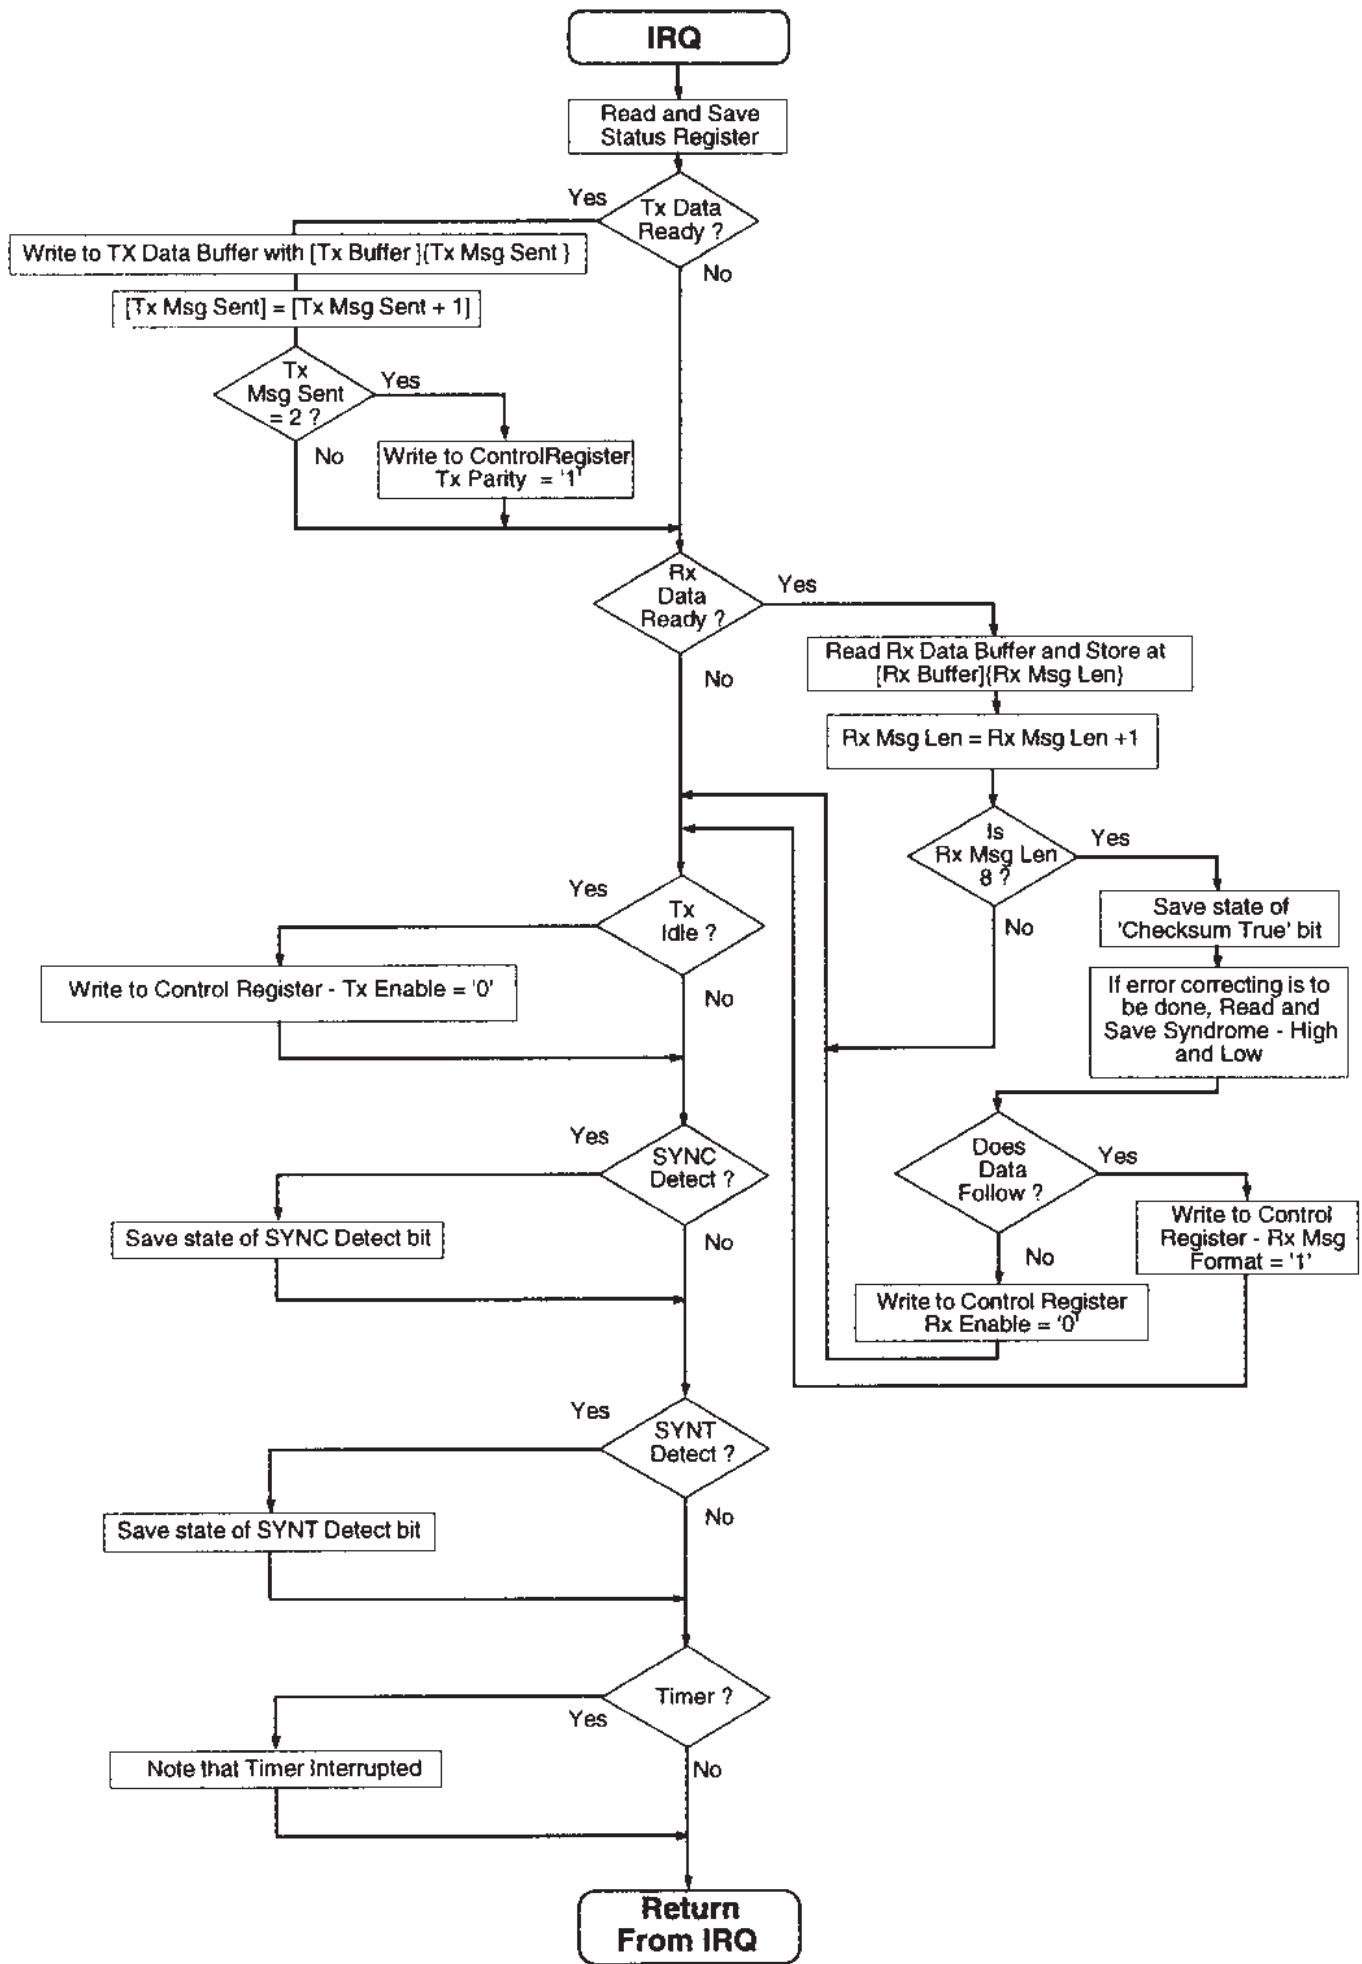 IRQ
Read and Save
Status Register
Yes
Tx Data
Ready ?
No
Write to TX Data Buffer with [Tx Buffer ]{Tx Msg Sent }
[Tx Msg Sent] = [Tx Msg Sent + 1]
Tx
Msg Sent
= 2 ?
Yes
No
Write to ControlRegister
Tx Parity = '1'
Rx
Data
Ready ?
Yes
No
Read Rx Data Buffer and Store at
[Rx Buffer]{Rx Msg Len}
Rx Msg Len = Rx Msg Len +1
Is
Rx Msg Len
8 ?
Yes
No
Save state of
'Checksum True' bit
If error correcting is to
be done, Read and
Save Syndrome - High
and Low
Yes
Tx
Idle ?
No
Write to Control Register - Tx Enable = '0'
Does
Data
Follow ?
Yes
No
Write to Control
Register - Rx Msg
Format = '1'
Write to Control Register
Rx Enable = '0'
Yes
SYNC
Detect ?
No
Save state of SYNC Detect bit
Yes
SYNT
Detect ?
No
Save state of SYNT Detect bit
Timer ?
Yes
No
Note that Timer Interrupted
Return
From IRQ